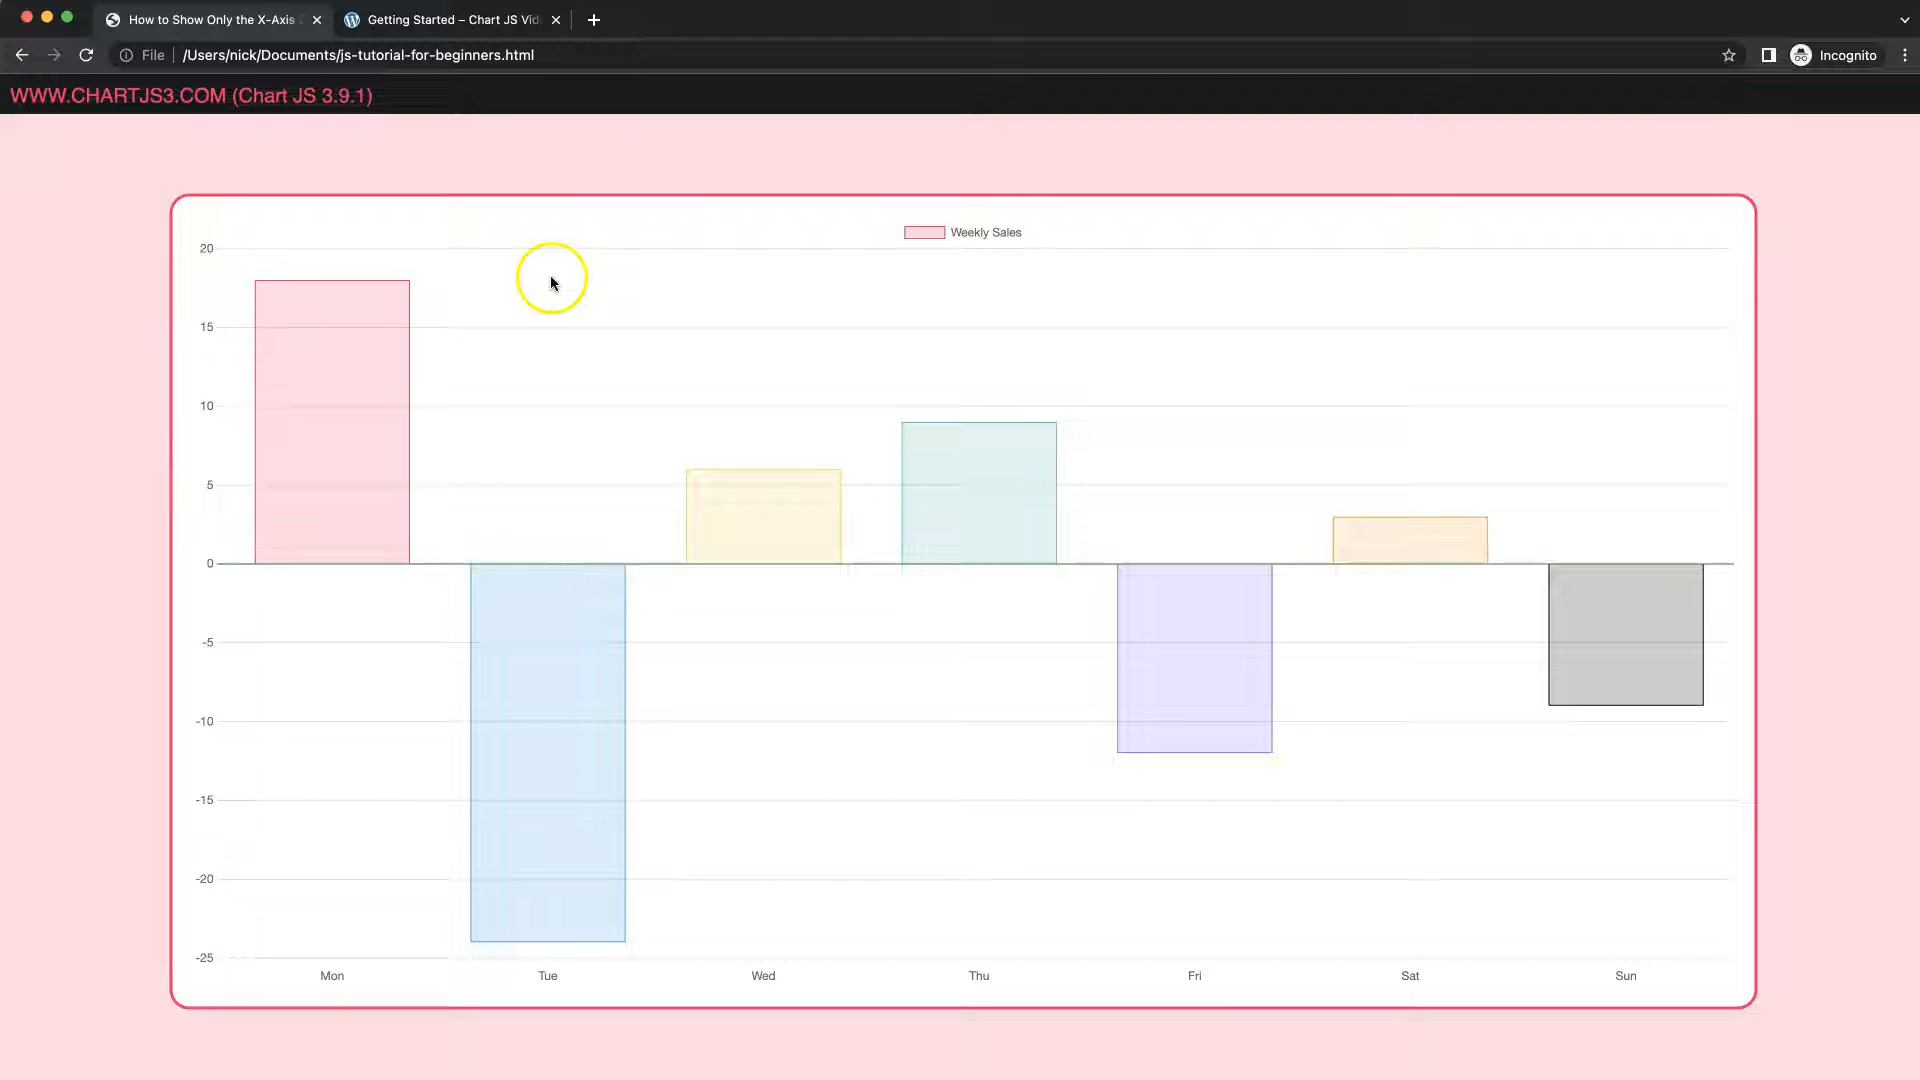 How to Show Only the X-Axis
Getting Started – Chart JS Vid
File
/Users/nick/Documents/js-tutorial-for-beginners.html
Incognito
WWW.CHARTJS3.COM (Chart JS 3.9.1)
Weekly Sales
20
15
10
5
0
-5
-10
-15
-20
-25
Mon Tue Wed Thu Fri Sat Sun